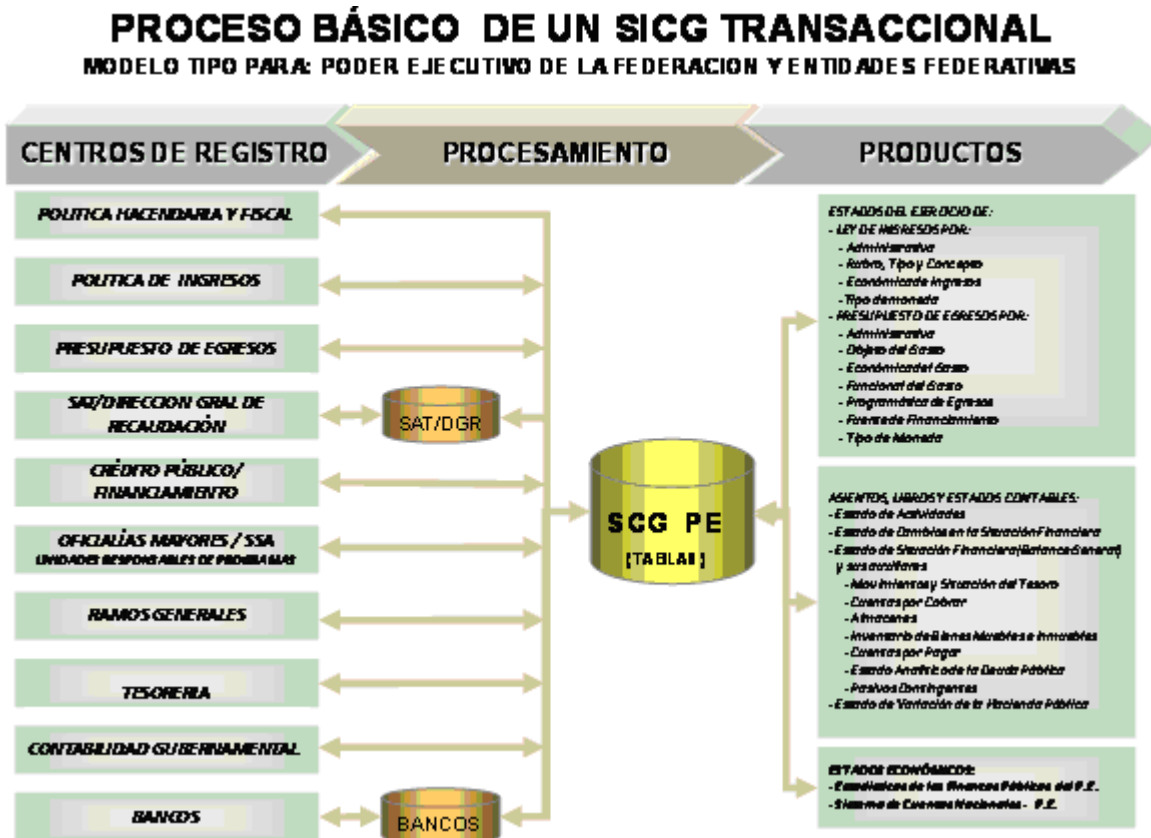 PROCESO BÁSICO DE UN SICG TRANSACCIONAL
MODELO TIPO PARA: PODER EJECUTIVO DE LA FEDERACION Y ENTIDADES FEDERATIVAS
CENTROS DE REGISTRO
PROCESAMIENTO
PRODUCTOS
POLITICA HACENDARIA Y FISCAL
POLITICA DE INGRESOS
PRESUPUESTO DE EGRESOS
SAT/DIRECCION GRAL DE
RECAUDACIÓN
CRÉDITO PÚBLICO/
FINANCIAMIENTO
OFICIALÍAS MAYORES / SSA
UNIDADES RESPONSABLES DE PROGRAMAS
RAMOS GENERALES
TESORERIA
CONTABILIDAD GUBERNAMENTAL
BANCOS
SAT/DGR
BANCOS
SCG PE
(TABLAS)
ESTADOS DEL EJERCICIO DE:
- LEY DE INGRESOS POR:
- Administrativa
- Rubro, Tipo y Concepto
- Económica de Ingresos
- Tipo de moneda
- PRESUPUESTO DE EGRESOS POR:
- Administrativa
- Objeto del Gasto
- Económica del Gasto
- Funcional del Gasto
- Programática de Egresos
- Fuente de Financiamiento
- Tipo de Moneda
ASIENTOS, LIBROS Y ESTADOS CONTABLES:
- Estado de Actividades
- Estado de Cambios en la Situación Financiera
- Estado de Situación Financiera (Balance General)
y sus auxiliares
- Movimientos y Situación del Tesoro
- Cuentas por Cobrar
- Almacenes
- Inventario de Bienes Muebles e Inmuebles
- Cuentas por Pagar
- Estado Analítico de la Deuda Pública
- Pasivos Contingentes
- Estado de Variación de la Hacienda Pública
ESTADOS ECONÓMICOS:
- Estadísticas de las Finanzas Públicas del P.E.
- Sistema de Cuentas Nacionales - P.E.